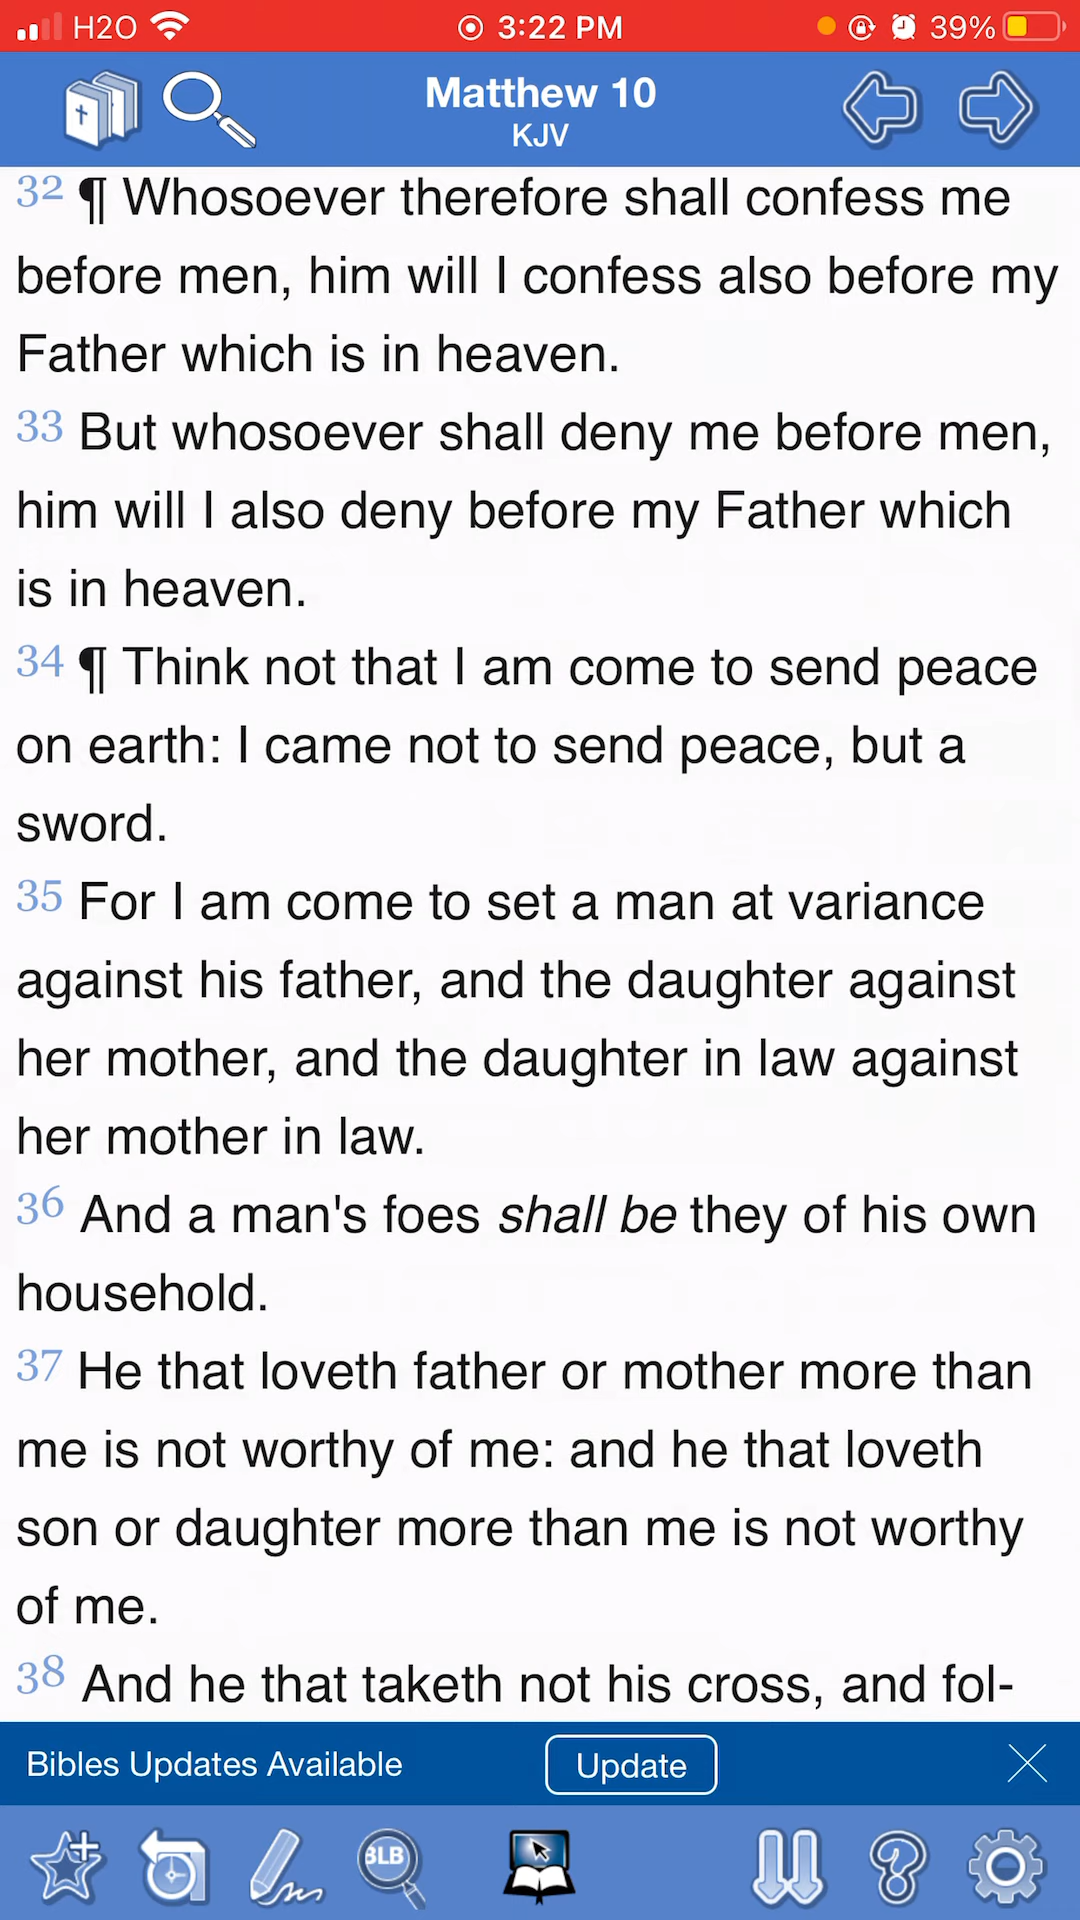 H2O 3:22 PM 39%
Matthew 10
KJV
32 ¶ Whosoever therefore shall confess me
before men, him will I confess also before my
Father which is in heaven.
33 But whosoever shall deny me before men,
him will I also deny before my Father which
is in heaven.
34 ¶ Think not that I am come to send peace
on earth: I came not to send peace, but a
sword.
35 For I am come to set a man at variance
against his father, and the daughter against
her mother, and the daughter in law against
her mother in law.
36 And a man's foes shall be they of his own
household.
37 He that loveth father or mother more than
me is not worthy of me: and he that loveth
son or daughter more than me is not worthy
of me.
38 And he that taketh not his cross, and fol-
Bibles Updates Available Update
BLB